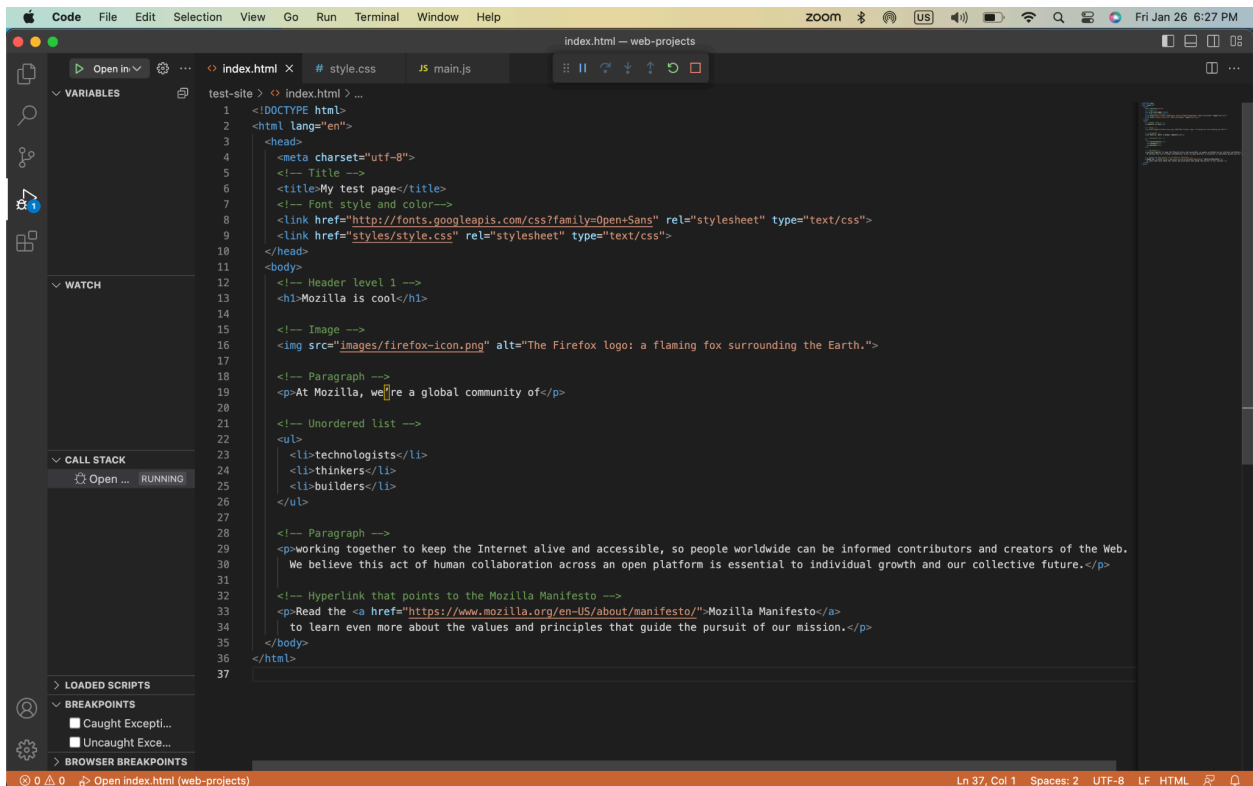 Code File Edit Selection View Go Run Terminal Window Help zoom US Fri Jan 26 6:27 PM
index.html — web-projects
Open in ... <> index.html × # style.css JS main.js
VARIABLES
test-site > <> index.html > ...
1 <!DOCTYPE html>
2 <html lang="en">
3 <head>
4 <meta charset="utf-8">
5 <!-- Title -->
6 <title>My test page</title>
7 <!-- Font style and color-->
8 <link href="http://fonts.googleapis.com/css?family=Open+Sans" rel="stylesheet" type="text/css">
9 <link href="styles/style.css" rel="stylesheet" type="text/css">
10 </head>
11 <body>
12 <!-- Header level 1 -->
13 <h1>Mozilla is cool</h1>
14
15 <!-- Image -->
16 <img src="images/firefox-icon.png" alt="The Firefox logo: a flaming fox surrounding the Earth.">
17
18 <!-- Paragraph -->
19 <p>At Mozilla, we’re a global community of</p>
20
21 <!-- Unordered list -->
22 <ul>
23 <li>technologists</li>
24 <li>thinkers</li>
25 <li>builders</li>
26 </ul>
27
28 <!-- Paragraph -->
29 <p>working together to keep the Internet alive and accessible, so people worldwide can be informed contributors and creators of the Web.
30 We believe this act of human collaboration across an open platform is essential to individual growth and our collective future.</p>
31
32 <!-- Hyperlink that points to the Mozilla Manifesto -->
33 <p>Read the <a href="https://www.mozilla.org/en-US/about/manifesto/">Mozilla Manifesto</a>
34 to learn even more about the values and principles that guide the pursuit of our mission.</p>
35 </body>
36 </html>
37
1
WATCH
CALL STACK
Open ... RUNNING
LOADED SCRIPTS
BREAKPOINTS
Caught Excepti...
Uncaught Exce...
BROWSER BREAKPOINTS
0 0 Open index.html (web-projects) Ln 37, Col 1 Spaces: 2 UTF-8 LF HTML